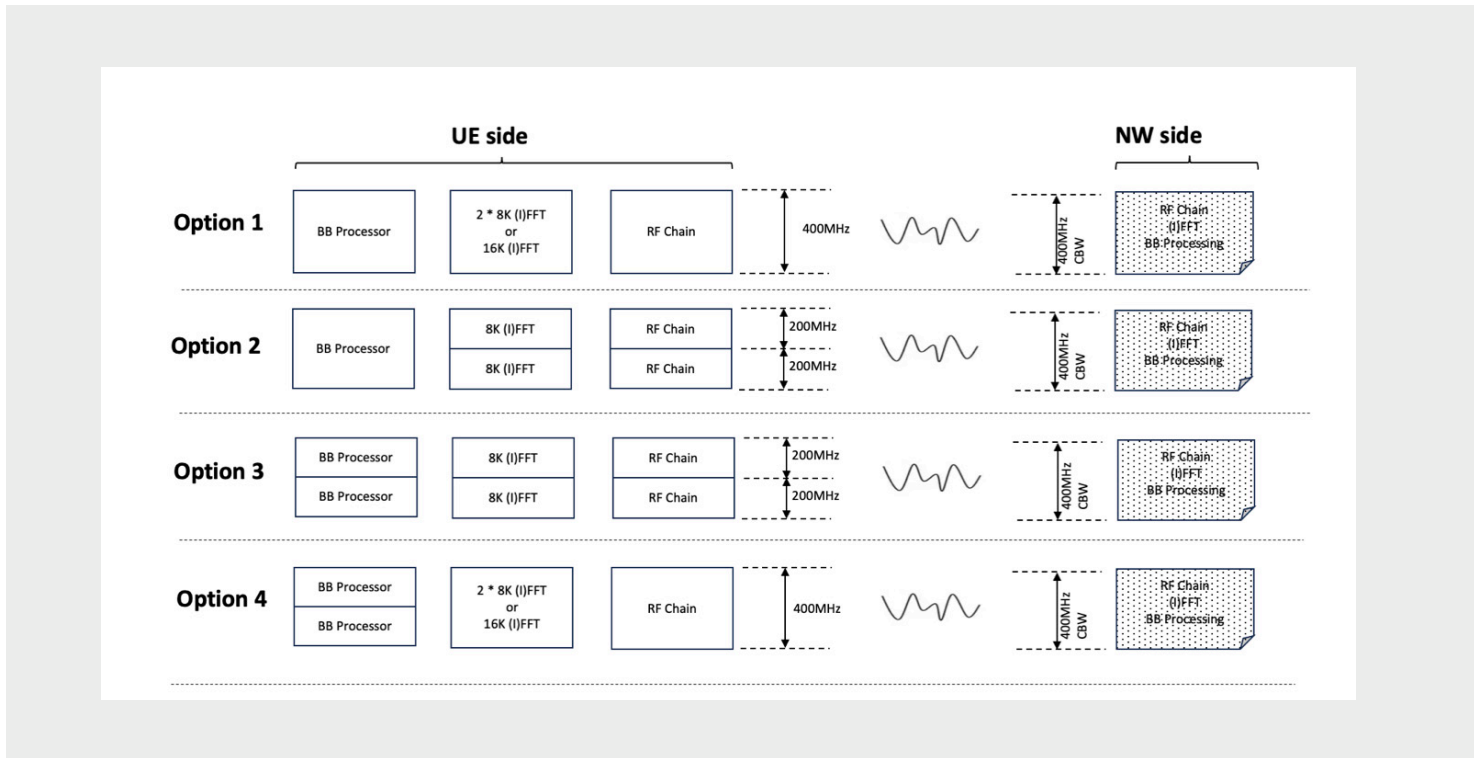 UE side
NW side
Option 1
BB Processor
2 * 8K (I)FFT
or
16K (I)FFT
RF Chain
400MHz
400MHz
CBW
RF Chain
(I)FFT
BB Processing
Option 2
BB Processor
8K (I)FFT
8K (I)FFT
RF Chain
RF Chain
200MHz
200MHz
400MHz
CBW
RF Chain
(I)FFT
BB Processing
Option 3
BB Processor
BB Processor
8K (I)FFT
8K (I)FFT
RF Chain
RF Chain
200MHz
200MHz
400MHz
CBW
RF Chain
(I)FFT
BB Processing
Option 4
BB Processor
BB Processor
2 * 8K (I)FFT
or
16K (I)FFT
RF Chain
400MHz
400MHz
CBW
RF Chain
(I)FFT
BB Processing